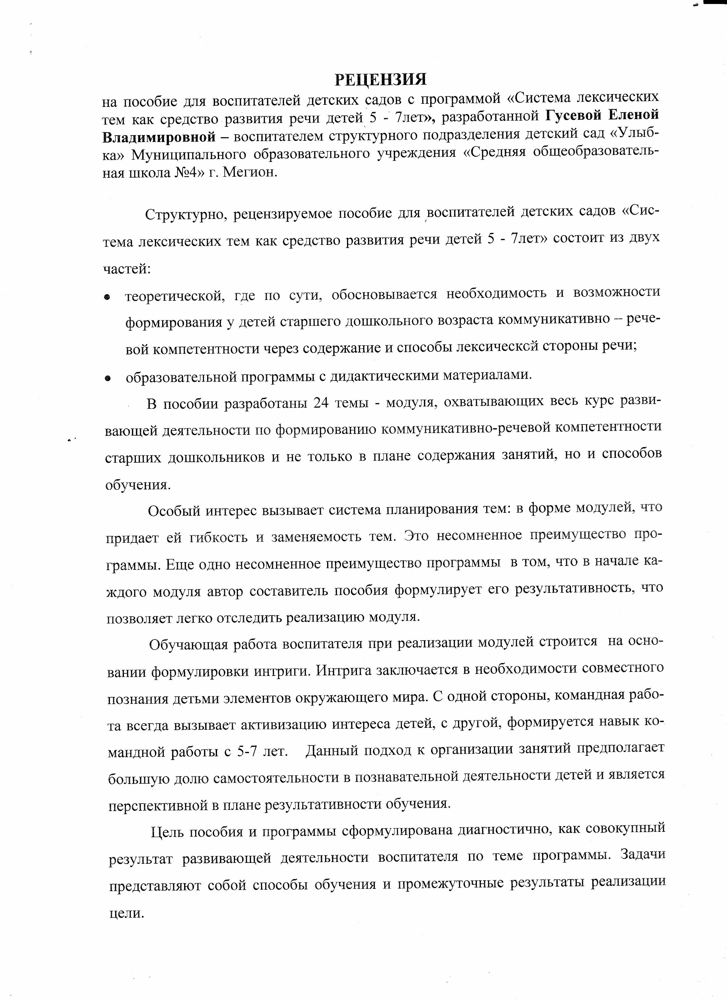 РЕЦЕНЗИЯ
на пособие для воспитателей детских садов с программой «Система лексических
тем как средство развития речи детей 5 - 7лет», разработанной Гусевой Еленой
Владимировной – воспитателем структурного подразделения детский сад «Улыб-
ка» Муниципального образовательного учреждения «Средняя общеобразователь-
ная школа №4» г. Мегион.
Структурно, рецензируемое пособие для воспитателей детских садов «Сис-
тема лексических тем как средство развития речи детей 5 - 7лет» состоит из двух
частей:
• теоретической, где по сути, обосновывается необходимость и возможности
формирования у детей старшего дошкольного возраста коммуникативно – рече-
вой компетентности через содержание и способы лексической стороны речи;
• образовательной программы с дидактическими материалами.
В пособии разработаны 24 темы - модуля, охватывающих весь курс разви-
вающей деятельности по формированию коммуникативно-речевой компетентности
старших дошкольников и не только в плане содержания занятий, но и способов
обучения.
Особый интерес вызывает система планирования тем: в форме модулей, что
придает ей гибкость и заменяемость тем. Это несомненное преимущество про-
граммы. Еще одно несомненное преимущество программы в том, что в начале ка-
ждого модуля автор составитель пособия формулирует его результативность, что
позволяет легко отследить реализацию модуля.
Обучающая работа воспитателя при реализации модулей строится на осно-
вании формулировки интриги. Интрига заключается в необходимости совместного
познания детьми элементов окружающего мира. С одной стороны, командная рабо-
та всегда вызывает активизацию интереса детей, с другой, формируется навык ко-
мандной работы с 5-7 лет. Данный подход к организации занятий предполагает
большую долю самостоятельности в познавательной деятельности детей и является
перспективной в плане результативности обучения.
Цель пособия и программы сформулирована диагностично, как совокупный
результат развивающей деятельности воспитателя по теме программы. Задачи
представляют собой способы обучения и промежуточные результаты реализации
цели.